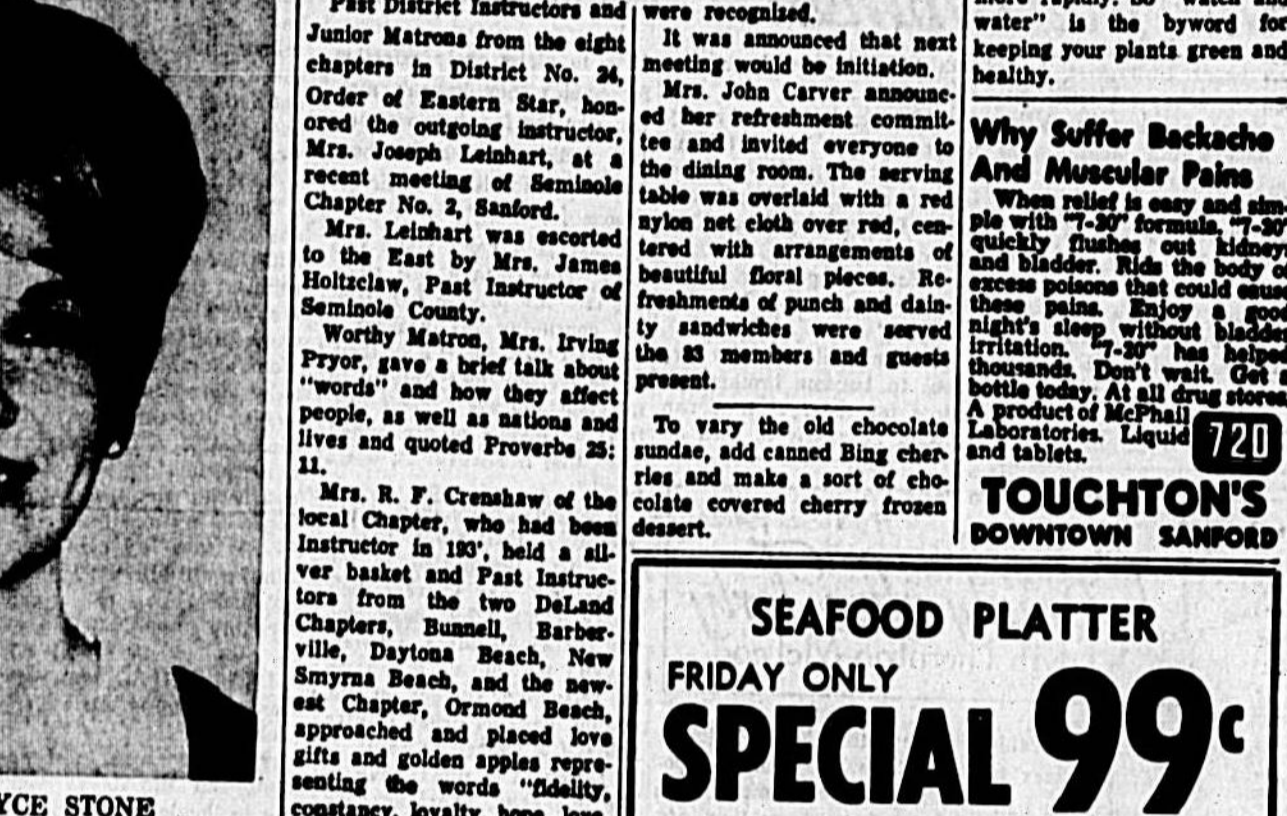 YCE STONE
Past District Instructors and
Junior Matrons from the eight
chapters in District No. 24,
Order of Eastern Star, hon-
ored the outgoing instructor,
Mrs. Joseph Leinhart, at a
recent meeting of Seminole
Chapter No. 2, Sanford.
Mrs. Leinhart was escorted
to the East by Mrs. James
Holtzclaw, Past Instructor of
Seminole County.
Worthy Matron, Mrs. Irving
Pryor, gave a brief talk about
"words" and how they affect
people, as well as nations and
lives and quoted Proverbs 25:
11.
Mrs. R. F. Crenshaw of the
local Chapter, who had been
Instructor in 193', held a sil-
ver basket and Past Instruc-
tors from the two DeLand
Chapters, Bunnell, Barber-
ville, Daytona Beach, New
Smyrna Beach, and the new-
est Chapter, Ormond Beach,
approached and placed love
gifts and golden apples repre-
senting the words "fidelity,
constancy, loyalty, hope, love,
were recognized.
It was announced that next
meeting would be initiation.
Mrs. John Carver announc-
ed her refreshment commit-
tee and invited everyone to
the dining room. The serving
table was overlaid with a red
nylon net cloth over red, cen-
tered with arrangements of
beautiful floral pieces. Re-
freshments of punch and dain-
ty sandwiches were served
the 83 members and guests
present.
To vary the old chocolate
sundae, add canned Bing cher-
ries and make a sort of cho-
colate covered cherry frozen
dessert.
water" is the byword for
keeping your plants green and
healthy.
Why Suffer Backache
And Muscular Pains
When relief is easy and sim
ple with "7-20" formula. "7-20"
quickly flushes out kidney
and bladder. Rids the body o
excess poisons that could caus
these pains. Enjoy a good
night's sleep without bladde
irritation. "7-20" has helpe
thousands. Don't wait. Get a
bottle today. At all drug stores
A product of McPhail
Laboratories. Liquid
and tablets.
720
TOUCHTON'S
DOWNTOWN SANFORD
SEAFOOD PLATTER
FRIDAY ONLY
SPECIAL 99c